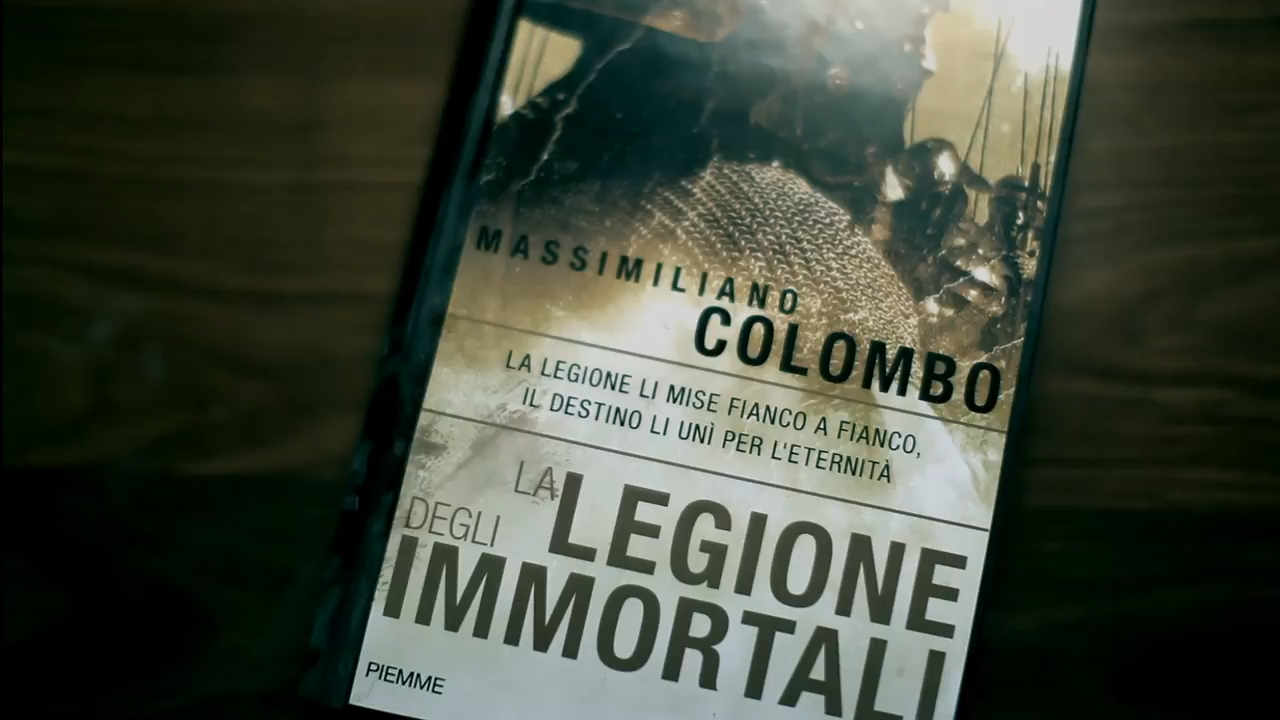 MASSIMILIANO
COLOMBO
LA LEGIONE LI MISE FIANCO A FIANCO,
IL DESTINO LI UNÌ PER L'ETERNITÀ
LA LEGIONE
DEGLI
IMMORTALI
PIEMME